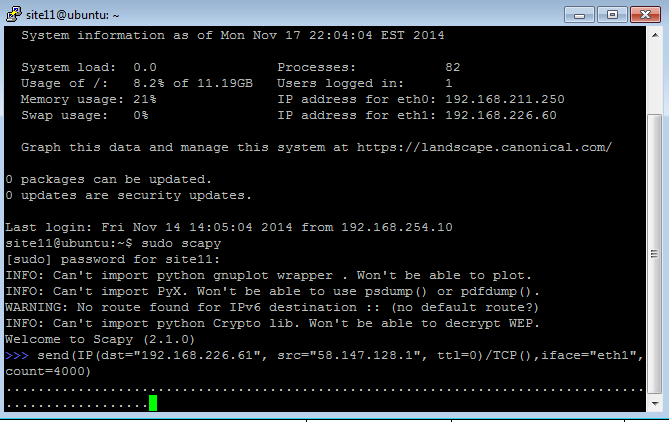 site11@ubuntu: ~
System information as of Mon Nov 17 22:04:04 EST 2014
System load: 0.0 Processes: 82
Usage of /: 8.2% of 11.19GB Users logged in: 1
Memory usage: 21% IP address for eth0: 192.168.211.250
Swap usage: 0% IP address for eth1: 192.168.226.60
Graph this data and manage this system at https://landscape.canonical.com/
0 packages can be updated.
0 updates are security updates.
Last login: Fri Nov 14 14:05:04 2014 from 192.168.254.10
site11@ubuntu:~$ sudo scapy
[sudo] password for site11:
INFO: Can't import python gnuplot wrapper . Won't be able to plot.
INFO: Can't import PyX. Won't be able to use psdump() or pdfdump().
WARNING: No route found for IPv6 destination :: (no default route?)
INFO: Can't import python Crypto lib. Won't be able to decrypt WEP.
Welcome to Scapy (2.1.0)
>>> send(IP(dst="192.168.226.61", src="58.147.128.1", ttl=0)/TCP(),iface="eth1",
count=4000)
................................................................................
..................